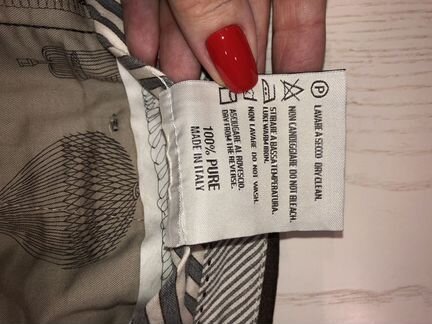 P
LAVARE A SECCO DRY CLEAN.
NON CANDEGGIARE DO NOT BLEACH.
STIRARE A BASSA TEMPERATURA.
LUKE WARM IRON.
NON LAVARE DO NOT WASH.
ASCIUGARE AL ROVESCIO.
DRY FROM THE REVERSE.
100% PURE
MADE IN ITALY